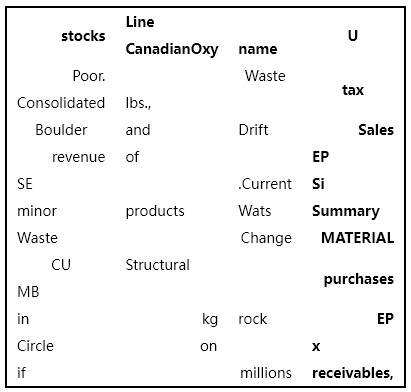 stocks Line CanadianOxy name U
Poor. Consolidated lbs., Waste tax
Boulder and Drift Sales
revenue of EP
SE .Current Si
minor products Wats Summary
Waste Change MATERIAL
CU MB Structural purchases
in kg rock EP
Circle on x
if millions receivables,